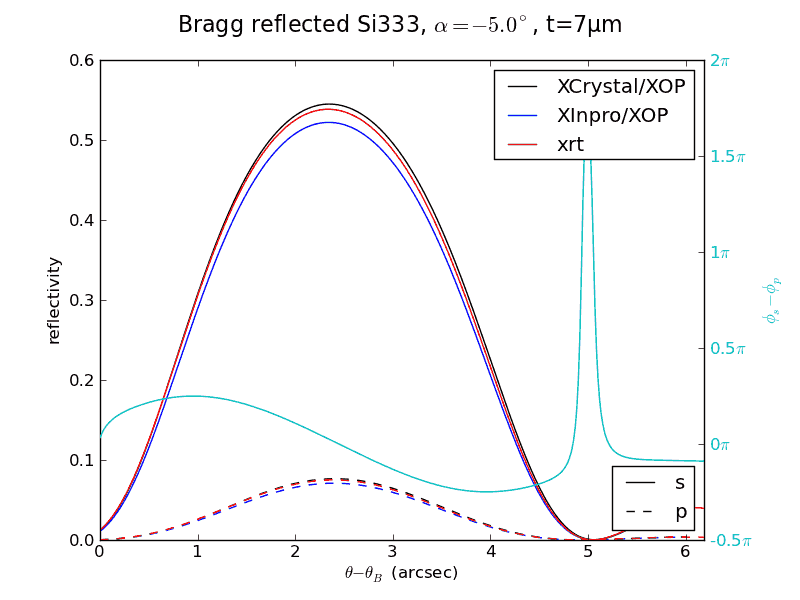 Bragg reflected Si333, α=−5.0°, t=7μm
0.6
0.5
0.4
0.3
0.2
0.1
0.0
reflectivity
XCrystal/XOP
XInpro/XOP
xrt
2π
1.5π
1π
0.5π
0π
-0.5π
ϕs−ϕp
s
p
0
1
2
3
4
5
6
θ−θB (arcsec)